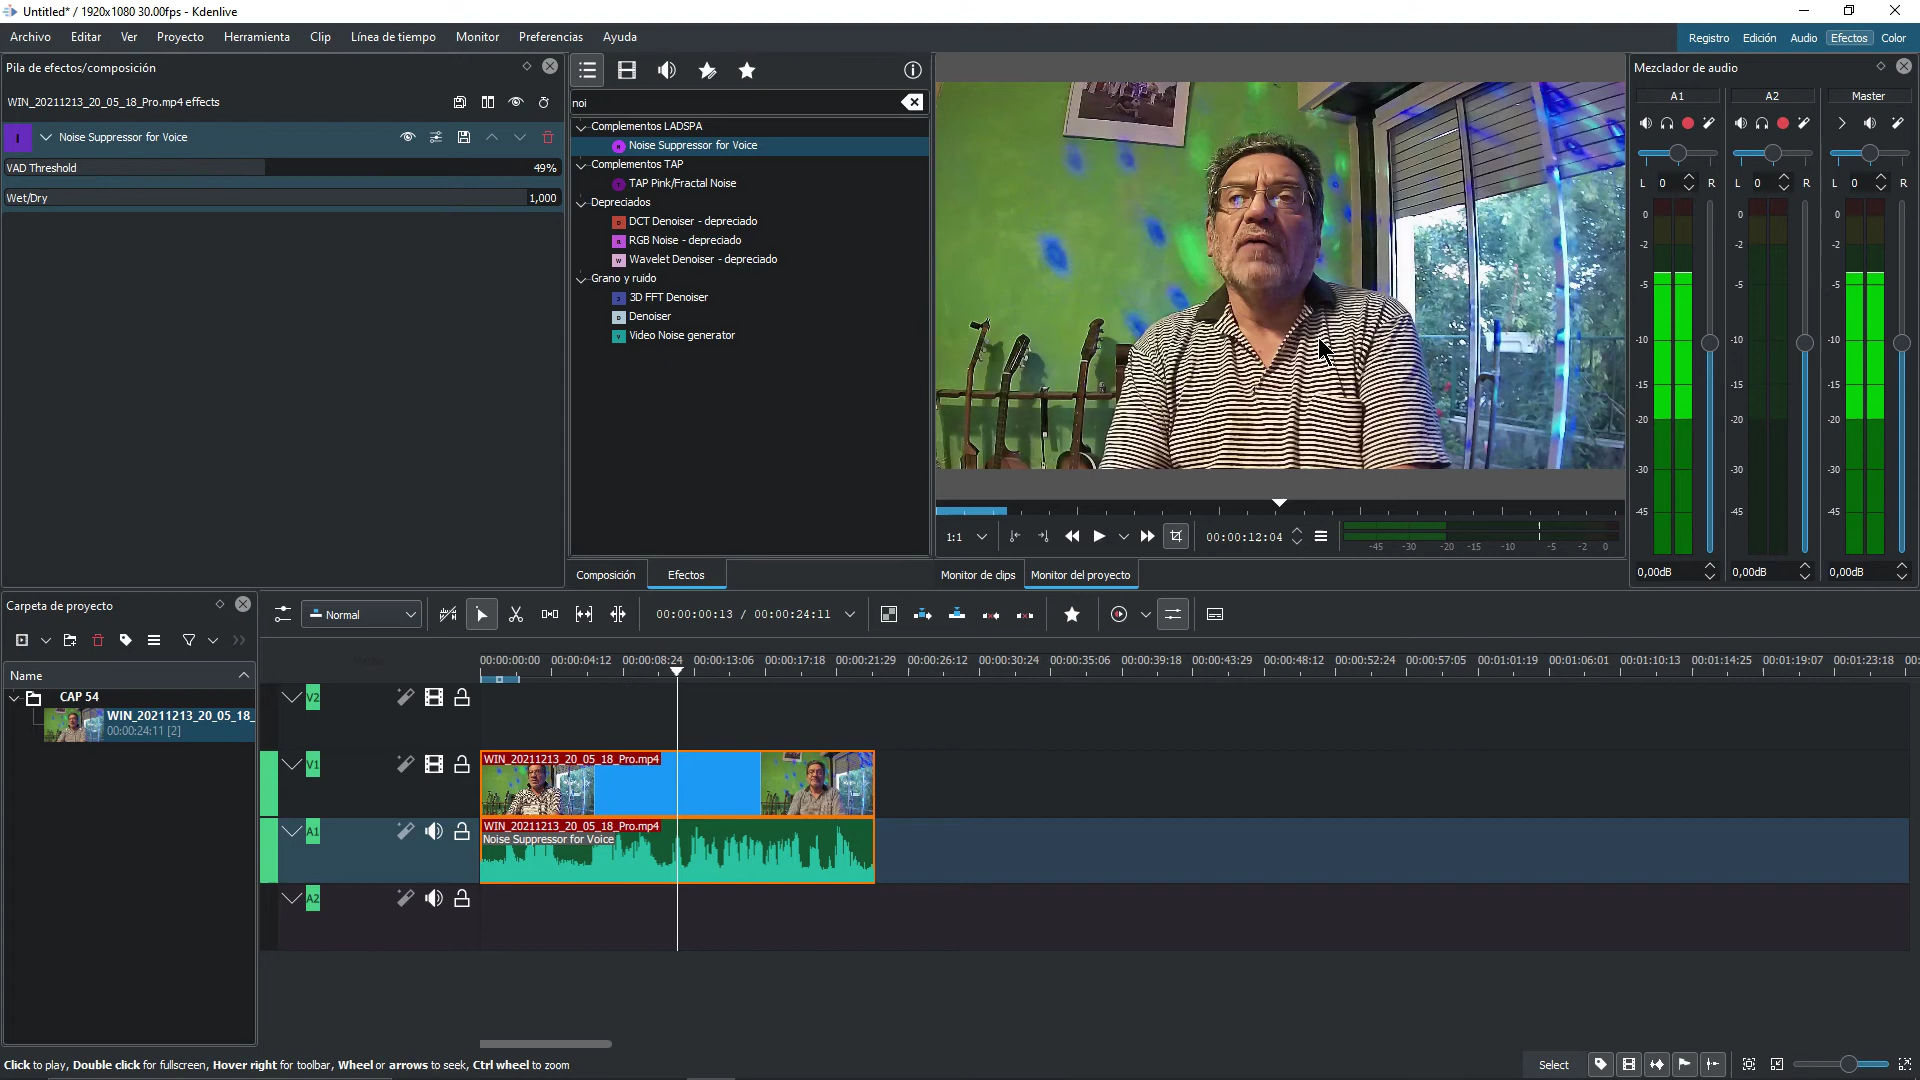 Untitled* / 1920x1080 30.00fps - Kdenlive
Archivo Editar Ver Proyecto Herramienta Clip Línea de tiempo Monitor Preferencias Ayuda
Registro Edición Audio Efectos Color
Pila de efectos/composición
WIN_20211213_20_05_18_Pro.mp4 effects
Noise Suppressor for Voice
VAD Threshold 49%
Wet/Dry 1,000
noi
Complementos LADSPA
Noise Suppressor for Voice
Complementos TAP
TAP Pink/Fractal Noise
Depreciados
DCT Denoiser - depreciado
RGB Noise - depreciado
Wavelet Denoiser - depreciado
Grano y ruido
3D FFT Denoiser
Denoiser
Video Noise generator
Composición Efectos
1:1 00:00:12:04
-45 -30 -20 -15 -10 -5 -2 0
Monitor de clips Monitor del proyecto
Mezclador de audio
A1 A2 Master
L 0 R L 0 R L 0 R
0 0 0
-2 -2 -2
-5 -5 -5
-10 -10 -10
-15 -15 -15
-20 -20 -20
-30 -30 -30
-45 -45 -45
0,00dB 0,00dB 0,00dB
Carpeta de proyecto
Name
CAP 54
WIN_20211213_20_05_18_
00:00:24:11 [2]
Normal 00:00:00:13 / 00:00:24:11
00:00:00:00 00:00:04:12 00:00:08:24 00:00:13:06 00:00:17:18 00:00:21:29 00:00:26:12 00:00:30:24 00:00:35:06 00:00:39:18 00:00:43:29 00:00:48:12 00:00:52:24 00:00:57:05 00:01:01:19 00:01:06:01 00:01:10:13 00:01:14:25 00:01:19:07 00:01:23:18 00:
V2
V1
WIN_20211213_20_05_18_Pro.mp4
A1
WIN_20211213_20_05_18_Pro.mp4
Noise Suppressor for Voice
A2
Click to play, Double click for fullscreen, Hover right for toolbar, Wheel or arrows to seek, Ctrl wheel to zoom
Select